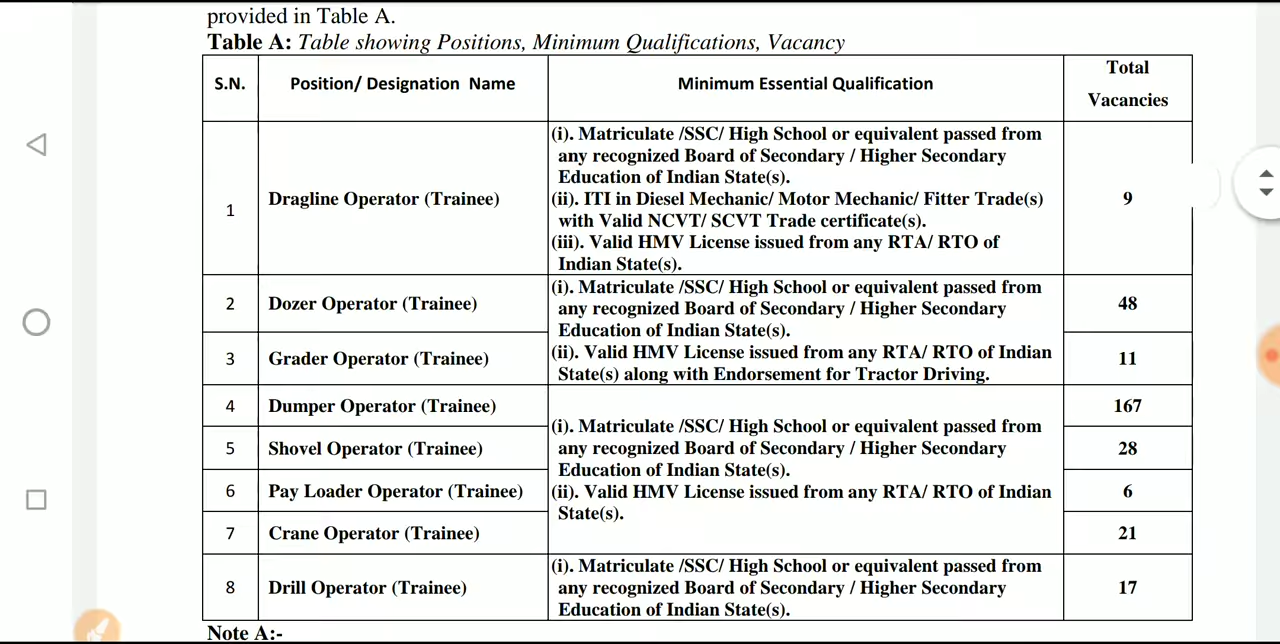 provided in Table A.
Table A: Table showing Positions, Minimum Qualifications, Vacancy
S.N. Position/ Designation Name Minimum Essential Qualification Total Vacancies
1 Dragline Operator (Trainee) (i). Matriculate /SSC/ High School or equivalent passed from
any recognized Board of Secondary / Higher Secondary
Education of Indian State(s).
(ii). ITI in Diesel Mechanic/ Motor Mechanic/ Fitter Trade(s)
with Valid NCVT/ SCVT Trade certificate(s).
(iii). Valid HMV License issued from any RTA/ RTO of
Indian State(s).
9
2 Dozer Operator (Trainee) 48
3 Grader Operator (Trainee) 11
(i). Matriculate /SSC/ High School or equivalent passed from
any recognized Board of Secondary / Higher Secondary
Education of Indian State(s).
(ii). Valid HMV License issued from any RTA/ RTO of Indian
State(s) along with Endorsement for Tractor Driving.
4 Dumper Operator (Trainee) 167
5 Shovel Operator (Trainee) 28
6 Pay Loader Operator (Trainee) 6
7 Crane Operator (Trainee) 21
(i). Matriculate /SSC/ High School or equivalent passed from
any recognized Board of Secondary / Higher Secondary
Education of Indian State(s).
(ii). Valid HMV License issued from any RTA/ RTO of Indian
State(s).
8 Drill Operator (Trainee) (i). Matriculate /SSC/ High School or equivalent passed from
any recognized Board of Secondary / Higher Secondary
Education of Indian State(s).
17
Note A:-